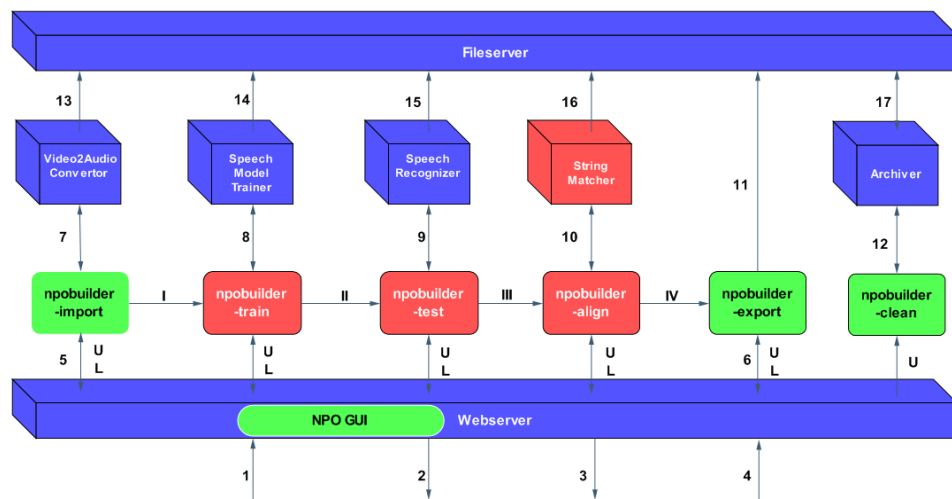 Fileserver
13
14
15
16
17
Video2Audio
Convertor
Speech
Model
Trainer
Speech
Recognizer
String
Matcher
Archiver
11
7
8
9
10
12
npobuilder
-import
I
npobuilder
-train
II
npobuilder
-test
III
npobuilder
-align
IV
npobuilder
-export
npobuilder
-clean
5
U
L
U
L
U
L
U
L
6
U
L
U
NPO GUI
Webserver
1
2
3
4